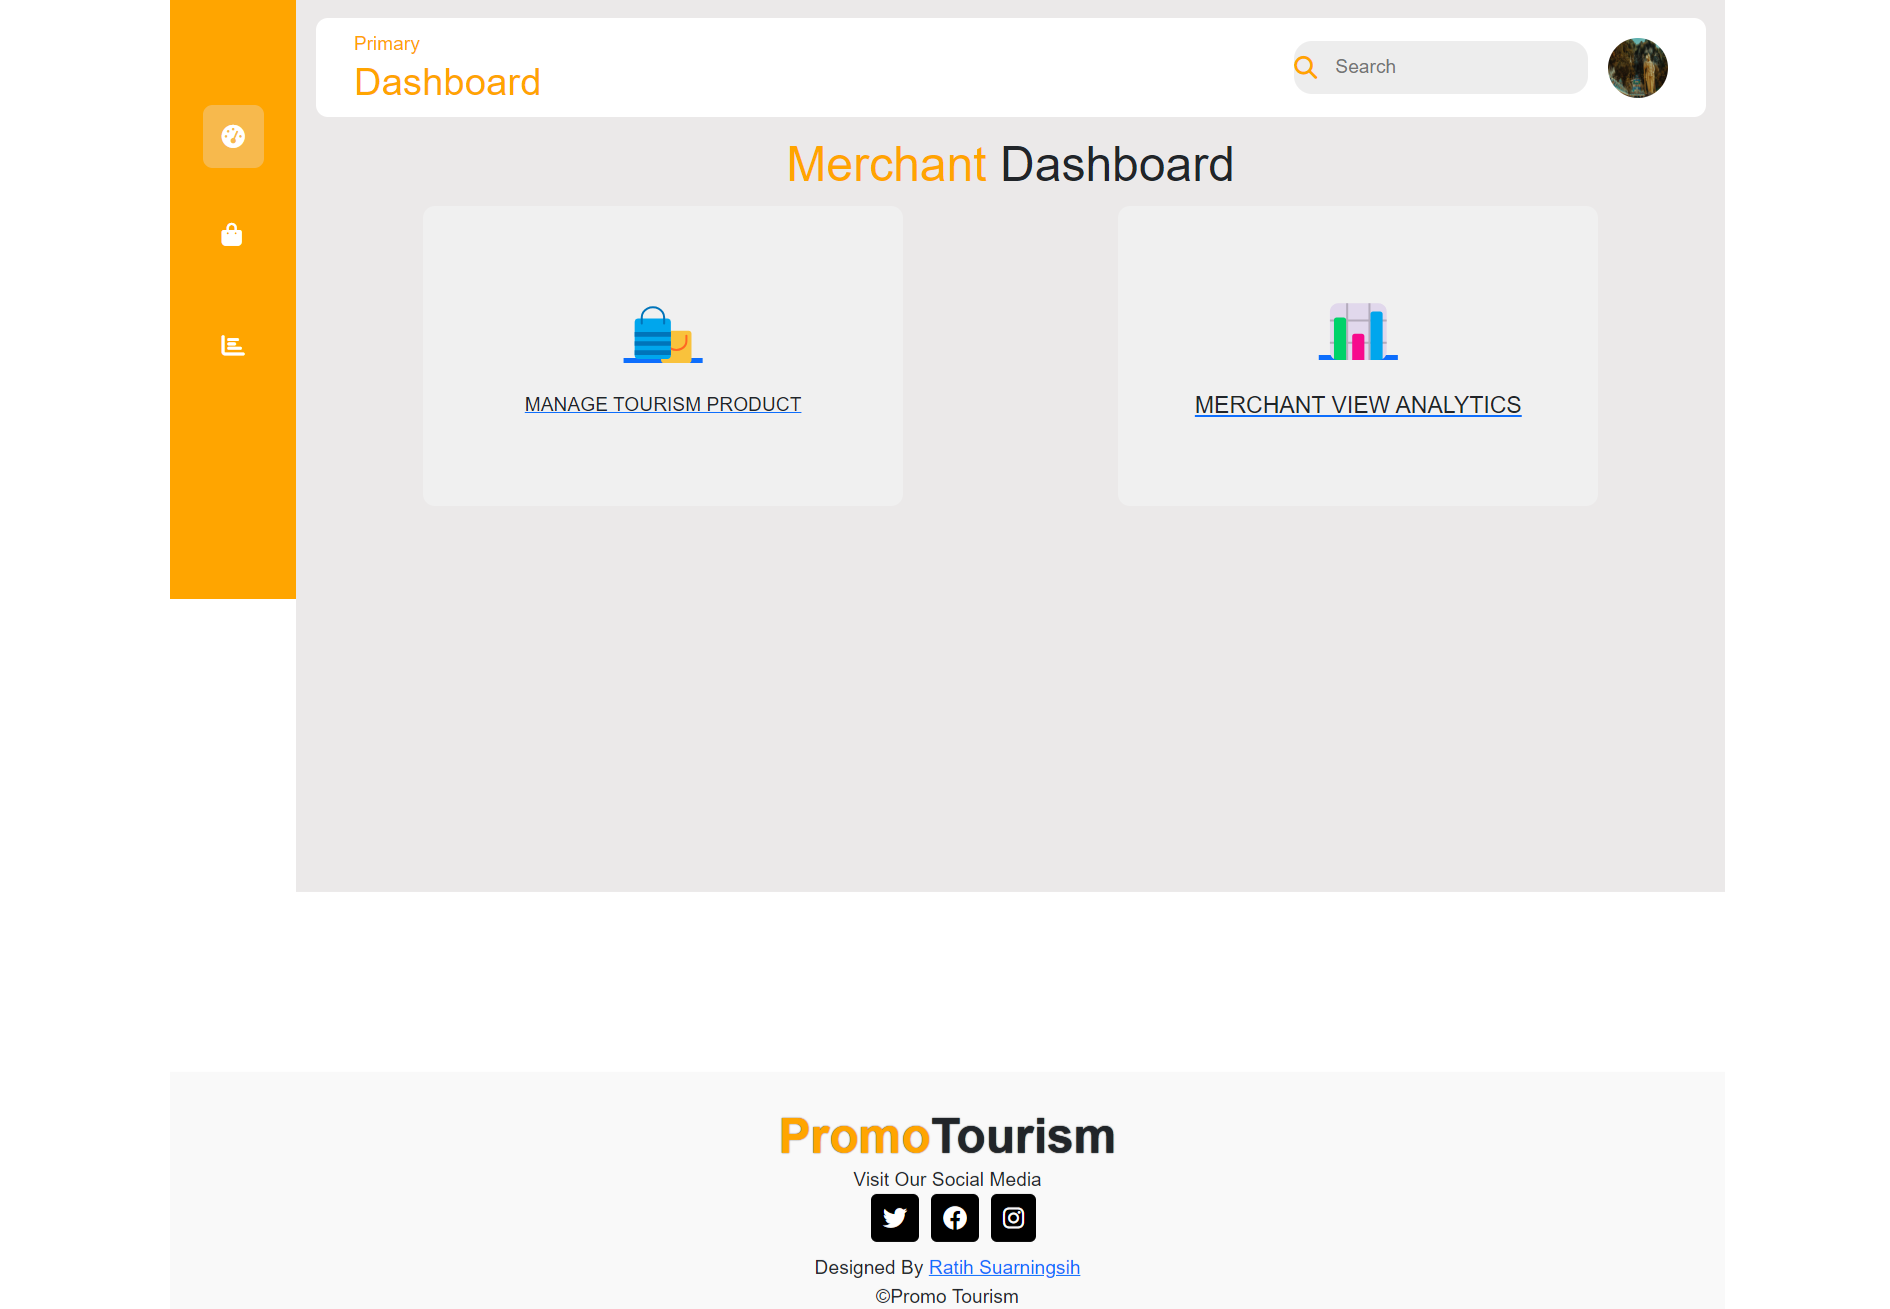 Primary
Dashboard
Search
Merchant Dashboard
MANAGE TOURISM PRODUCT
MERCHANT VIEW ANALYTICS
PromoTourism
Visit Our Social Media
Designed By Ratih Suarningsih
©Promo Tourism